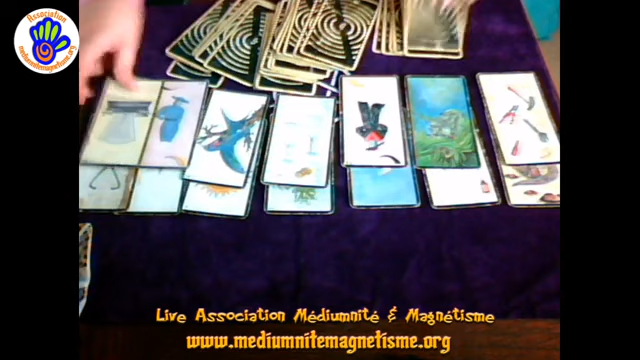 Association
mediumnitemagnetisme.org
Live Association Médiumnité & Magnétisme
www.mediumnitemagnetisme.org